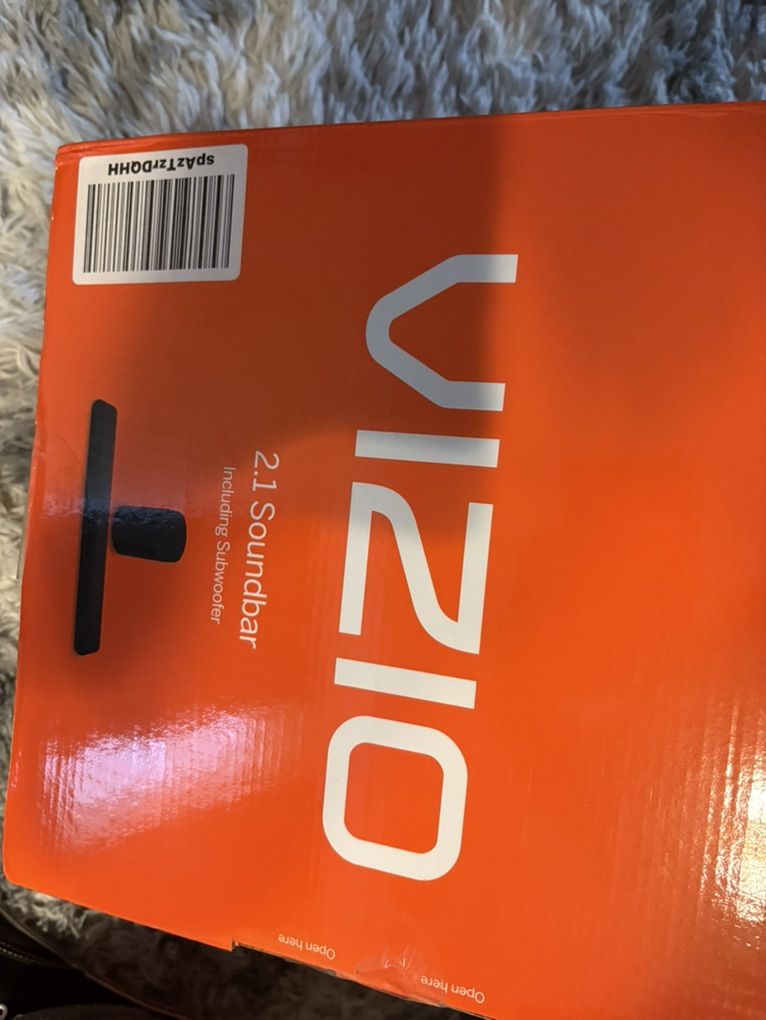 spAzTzrDQHH
VIZIO
2.1 Soundbar
Including Subwoofer
Open here
Open here